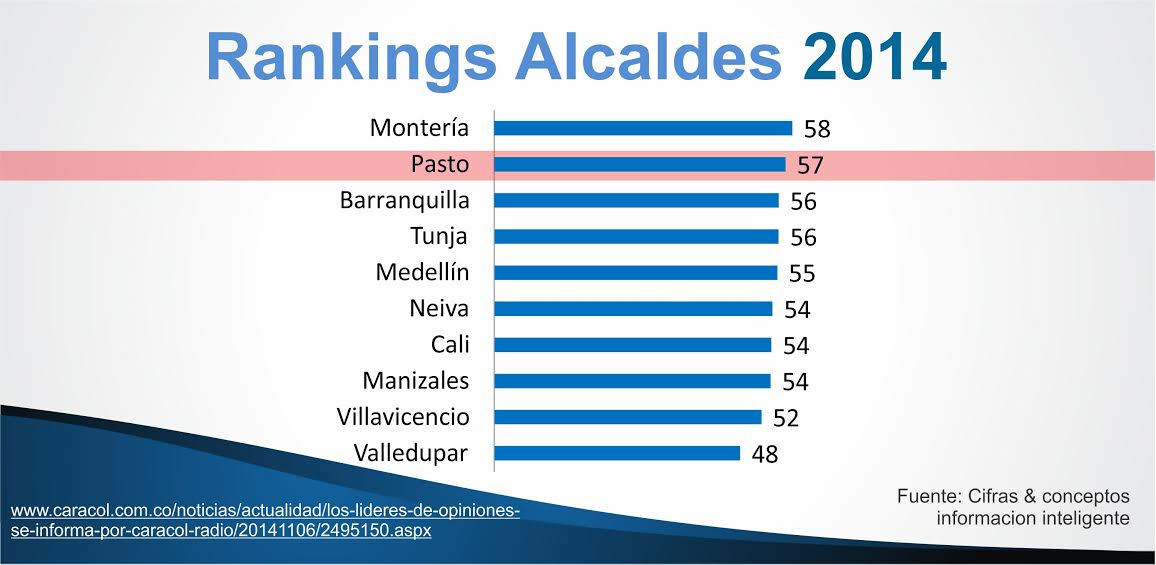 Rankings Alcaldes 2014
Montería 58
Pasto 57
Barranquilla 56
Tunja 56
Medellín 55
Neiva 54
Cali 54
Manizales 54
Villavicencio 52
Valledupar 48
www.caracol.com.co/noticias/actualidad/los-lideres-de-opiniones-
se-informa-por-caracol-radio/20141106/2495150.aspx
Fuente: Cifras & conceptos
informacion inteligente